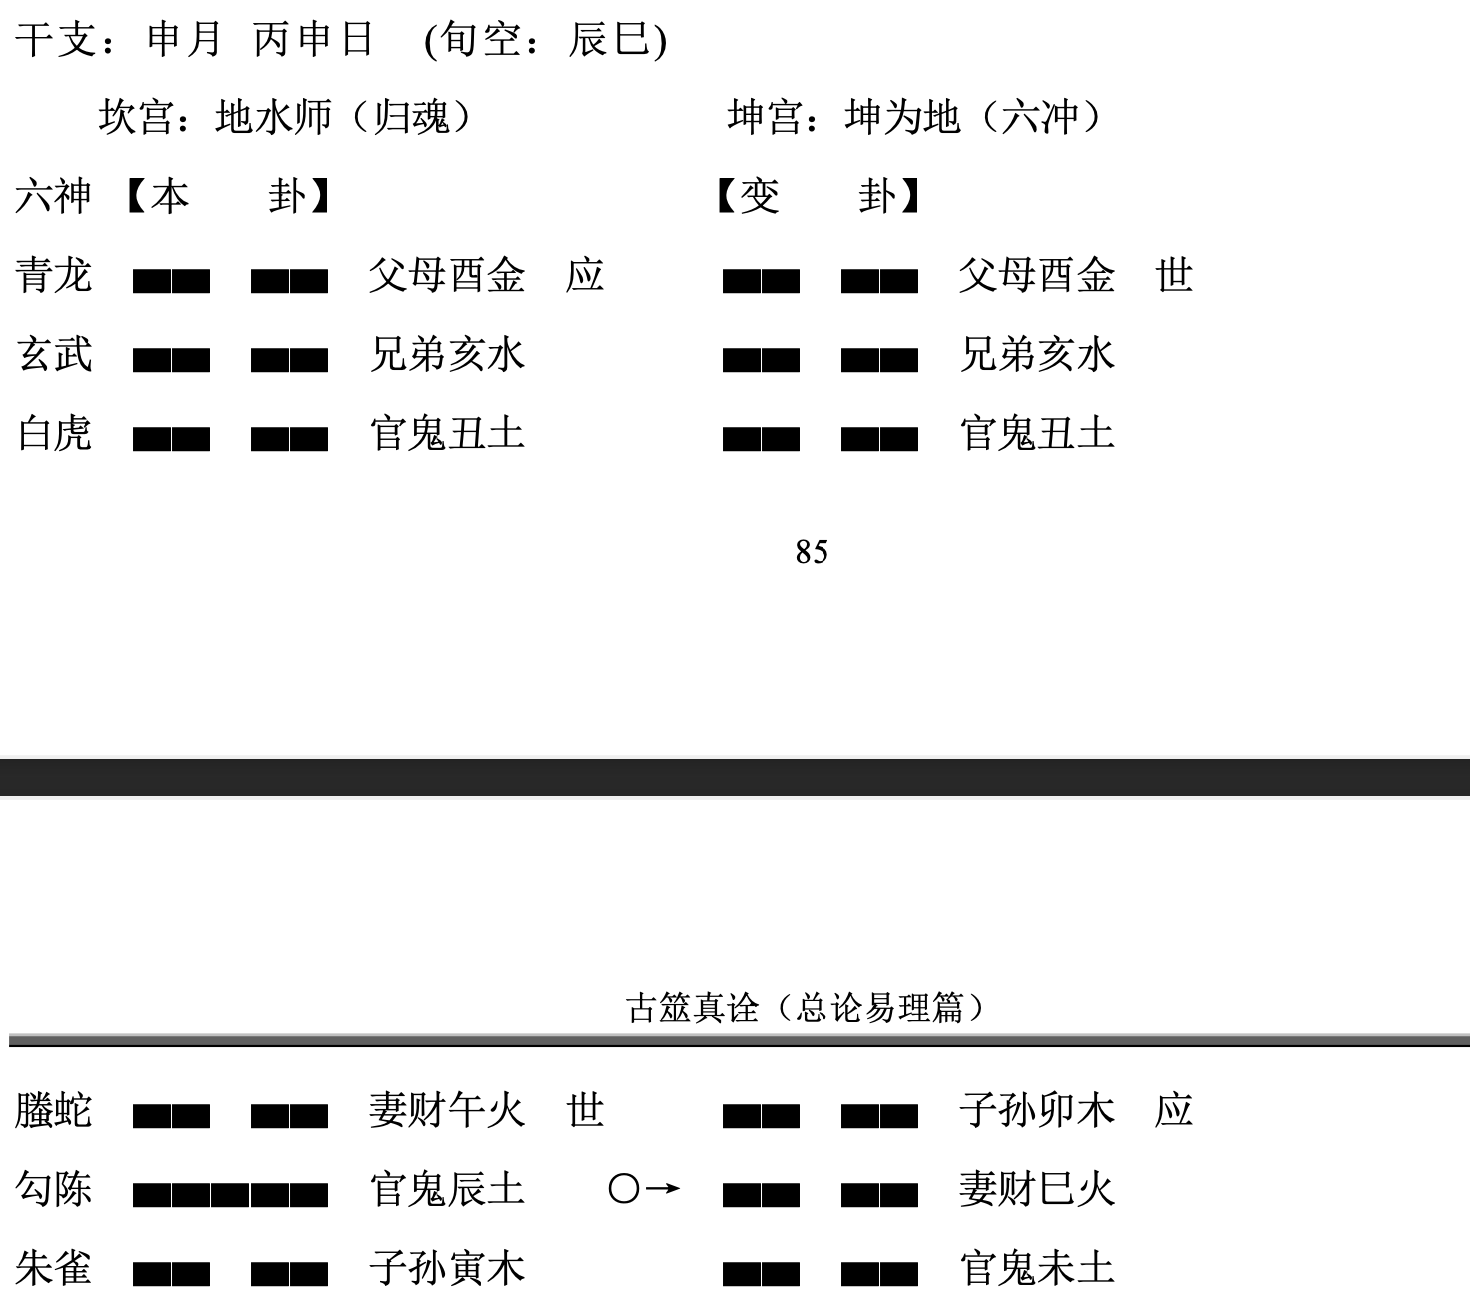 干支：申月 丙申日 (旬空：辰巳)
坎宫：地水师（归魂） 坤宫：坤为地（六冲）
六神 【本 卦】 【变 卦】
青龙 父母酉金 应 父母酉金 世
玄武 兄弟亥水 兄弟亥水
白虎 官鬼丑土 官鬼丑土
85
古筮真诠（总论易理篇）
螣蛇 妻财午火 世 子孙卯木 应
勾陈 官鬼辰土 ○→ 妻财巳火
朱雀 子孙寅木 官鬼未土